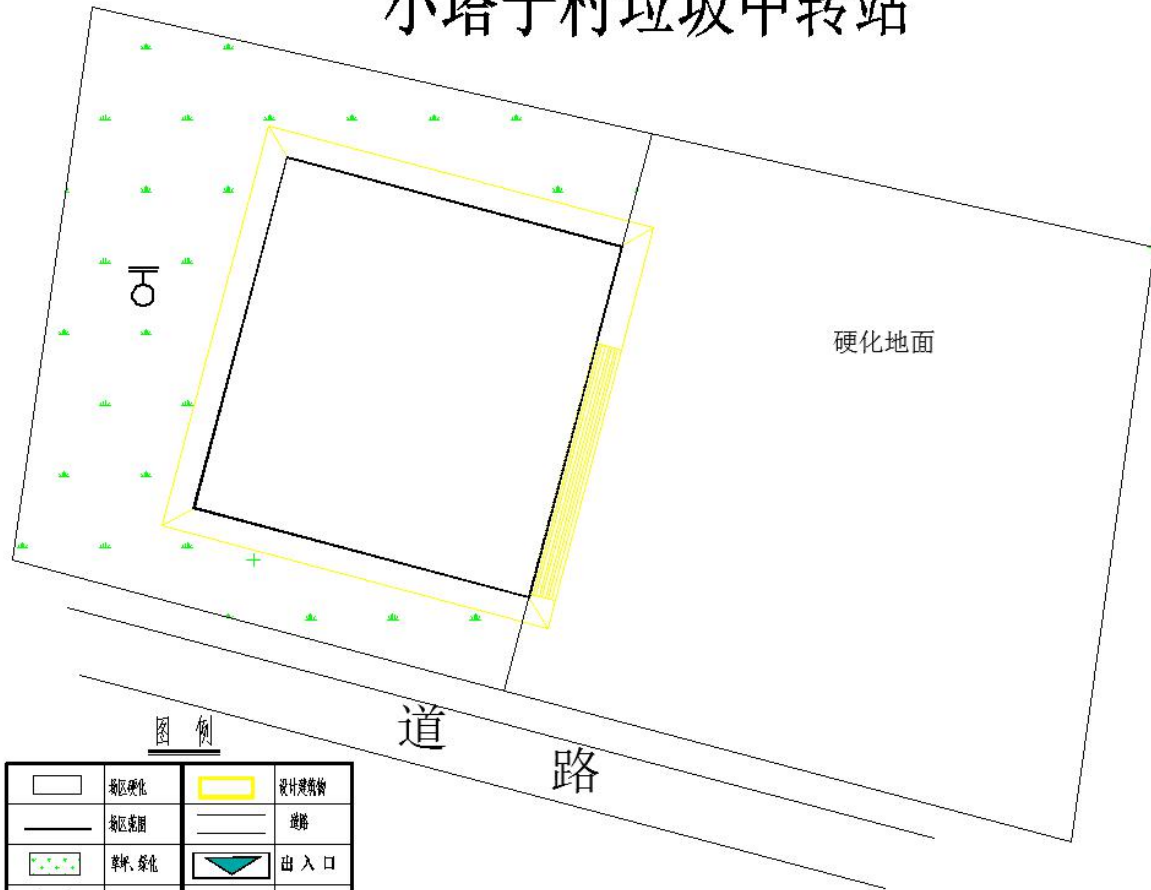 小塔子村垃圾中转站
硬化地面
道
路
图 例
场区硬化
设计建筑物
场区范围
道路
草坪、绿化
出入口